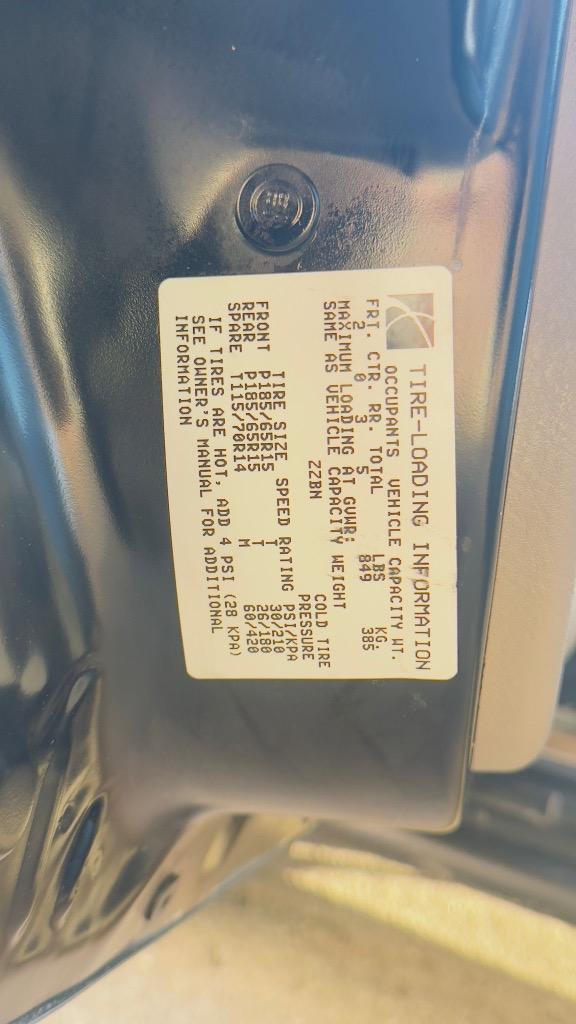 TIRE-LOADING INFORMATION
OCCUPANTS VEHICLE CAPACITY WT.
FRT. CTR. RR. TOTAL LBS KG.
2 0 3 5 849 385
MAXIMUM LOADING AT GVWR:
SAME AS VEHICLE CAPACITY WEIGHT
ZZBN
COLD TIRE
PRESSURE
TIRE SIZE SPEED RATING PSI/KPA
FRONT P185/65R15 T 30/210
REAR P185/65R15 T 26/180
SPARE T115/70R14 M 60/420
IF TIRES ARE HOT, ADD 4 PSI (28 KPA)
SEE OWNER'S MANUAL FOR ADDITIONAL
INFORMATION